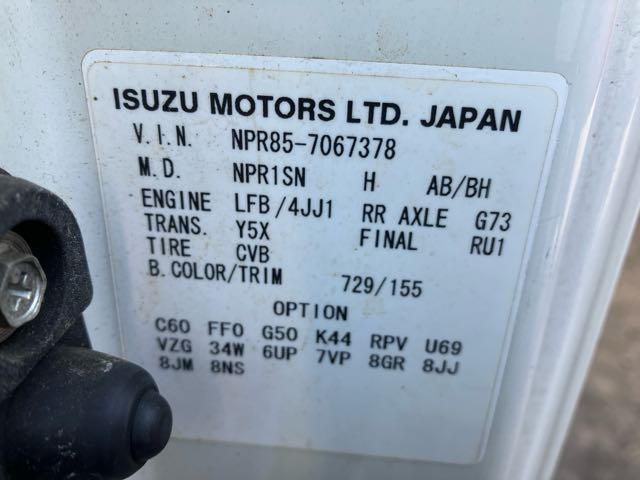 ISUZU MOTORS LTD. JAPAN
V.I.N. NPR85-7067378
M.D. NPR1SN H AB/BH
ENGINE LFB/4JJ1 RR AXLE G73
TRANS. Y5X FINAL RU1
TIRE CVB
B.COLOR/TRIM 729/155
OPTION
C60 FF0 G50 K44 RPV U69
VZG 34W 6UP 7VP 8GR 8JJ
8JM 8NS